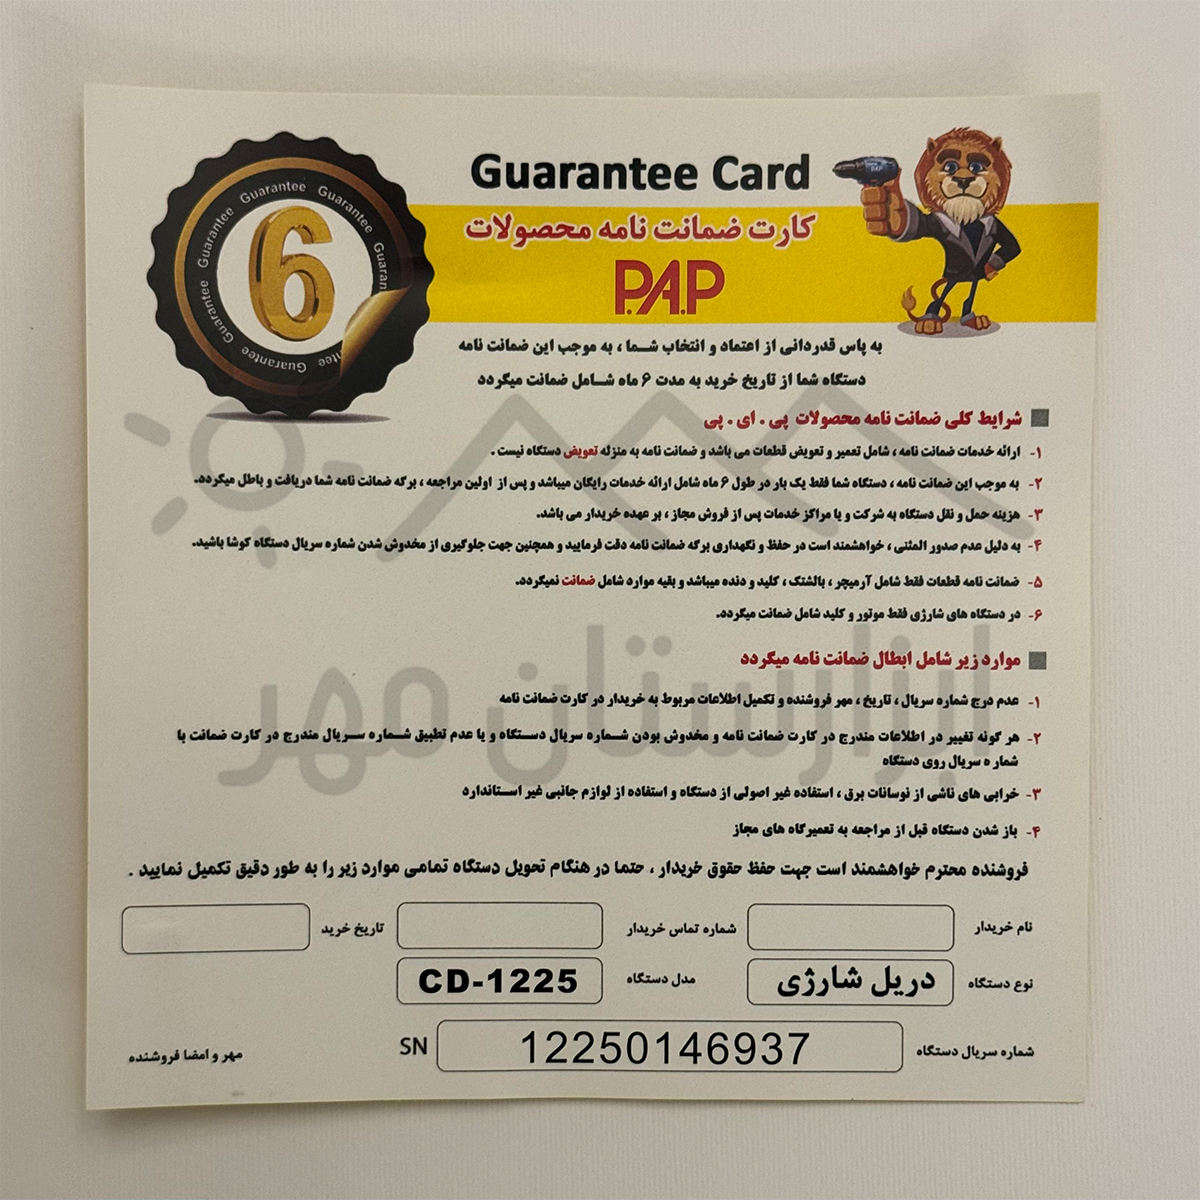 Guarantee Card
کارت ضمانت نامه محصولات
P.A.P
Guarantee Guarantee Guarantee Guarantee Guarantee Guarantee
6
به پاس قدردانی از اعتماد و انتخاب شما ، به موجب این ضمانت نامه
دستگاه شما از تاریخ خرید به مدت ۶ ماه شامل ضمانت میگردد
شرایط کلی ضمانت نامه محصولات پی . ای . پی
۱- ارائه خدمات ضمانت نامه ، شامل تعمیر و تعویض قطعات می باشد و ضمانت نامه به منزله تعویض دستگاه نیست .
۲- به موجب این ضمانت نامه ، دستگاه شما فقط یک بار در طول ۶ ماه شامل ارائه خدمات رایگان میباشد و پس از اولین مراجعه ، برگه ضمانت نامه شما دریافت و باطل میگردد.
۳- هزینه حمل و نقل دستگاه به شرکت و یا مراکز خدمات پس از فروش مجاز ، بر عهده خریدار می باشد.
۴- به دلیل عدم صدور المثنی ، خواهشمند است در حفظ و نگهداری برگه ضمانت نامه دقت فرمایید و همچنین جهت جلوگیری از مخدوش شدن شماره سریال دستگاه کوشا باشید.
۵- ضمانت نامه قطعات فقط شامل آرمیچر ، بالشتک ، کلید و دنده میباشد و بقیه موارد شامل ضمانت نمیگردد.
۶- در دستگاه های شارژی فقط موتور و کلید شامل ضمانت میگردد.
موارد زیر شامل ابطال ضمانت نامه میگردد
۱- عدم درج شماره سریال ، تاریخ ، مهر فروشنده و تکمیل اطلاعات مربوط به خریدار در کارت ضمانت نامه
۲- هر گونه تغییر در اطلاعات مندرج در کارت ضمانت نامه و مخدوش بودن شماره سریال دستگاه و یا عدم تطبیق شماره سریال مندرج در کارت ضمانت با
شمار ه سریال روی دستگاه
۳- خرابی های ناشی از نوسانات برق ، استفاده غیر اصولی از دستگاه و استفاده از لوازم جانبی غیر استاندارد
۴- باز شدن دستگاه قبل از مراجعه به تعمیرگاه های مجاز
فروشنده محترم خواهشمند است جهت حفظ حقوق خریدار ، حتما در هنگام تحویل دستگاه تمامی موارد زیر را به طور دقیق تکمیل نمایید .
نام خریدار شماره تماس خریدار تاریخ خرید
نوع دستگاه دریل شارژی مدل دستگاه CD-1225
شماره سریال دستگاه 12250146937 SN مهر و امضا فروشنده
ابزارستان مهر